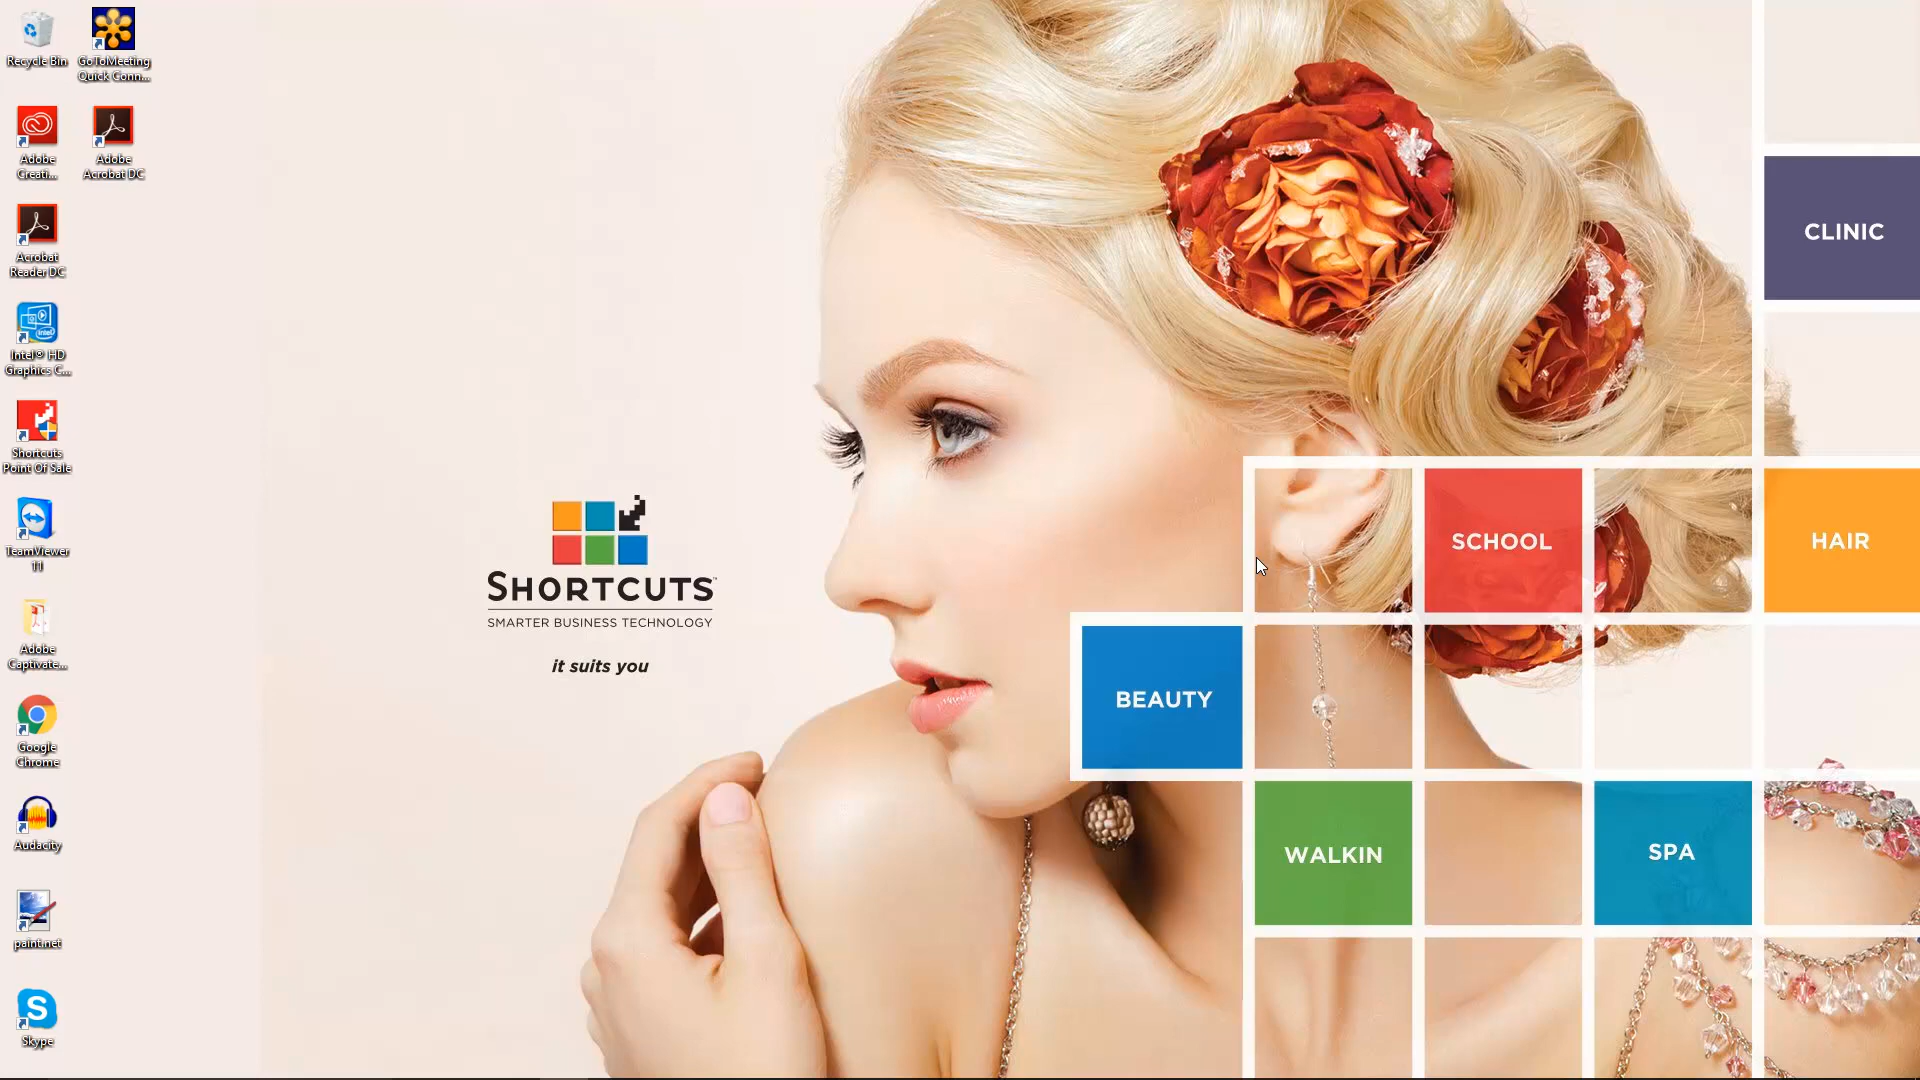 Recycle Bin
GoToMeeting
Quick Conn...
Adobe
Creati...
Adobe
Acrobat DC
Acrobat
Reader DC
Intel® HD
Graphics C...
Shortcuts
Point Of Sale
TeamViewer
11
Adobe
Captivate...
Google
Chrome
Audacity
paint.net
Skype
SHORTCUTS™
SMARTER BUSINESS TECHNOLOGY
it suits you
CLINIC
SCHOOL
HAIR
BEAUTY
WALKIN
SPA